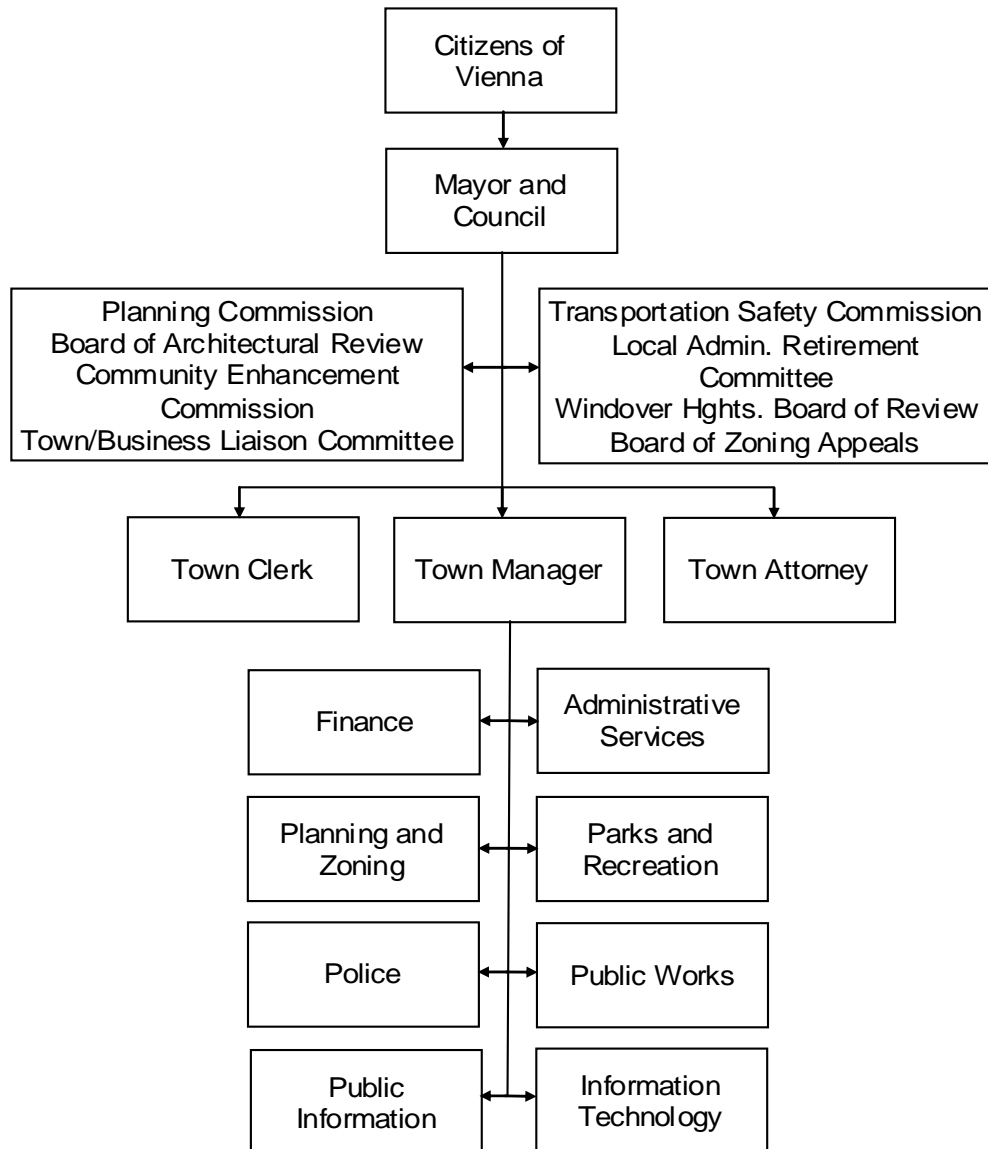 Citizens of
Vienna
Mayor and
Council
Planning Commission
Board of Architectural Review
Community Enhancement
Commission
Town/Business Liaison Committee
Transportation Safety Commission
Local Admin. Retirement
Committee
Windover Hghts. Board of Review
Board of Zoning Appeals
Town Clerk
Town Manager
Town Attorney
Finance
Administrative
Services
Planning and
Zoning
Parks and
Recreation
Police
Public Works
Public
Information
Information
Technology